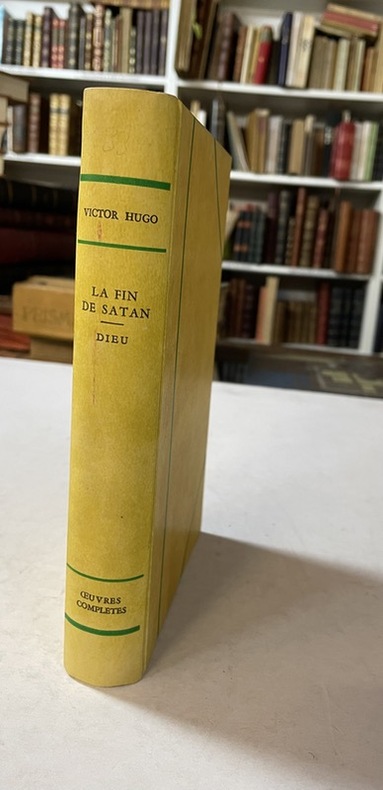 VICTOR HUGO
LA FIN
DE SATAN
DIEU
ŒUVRES
COMPLETES